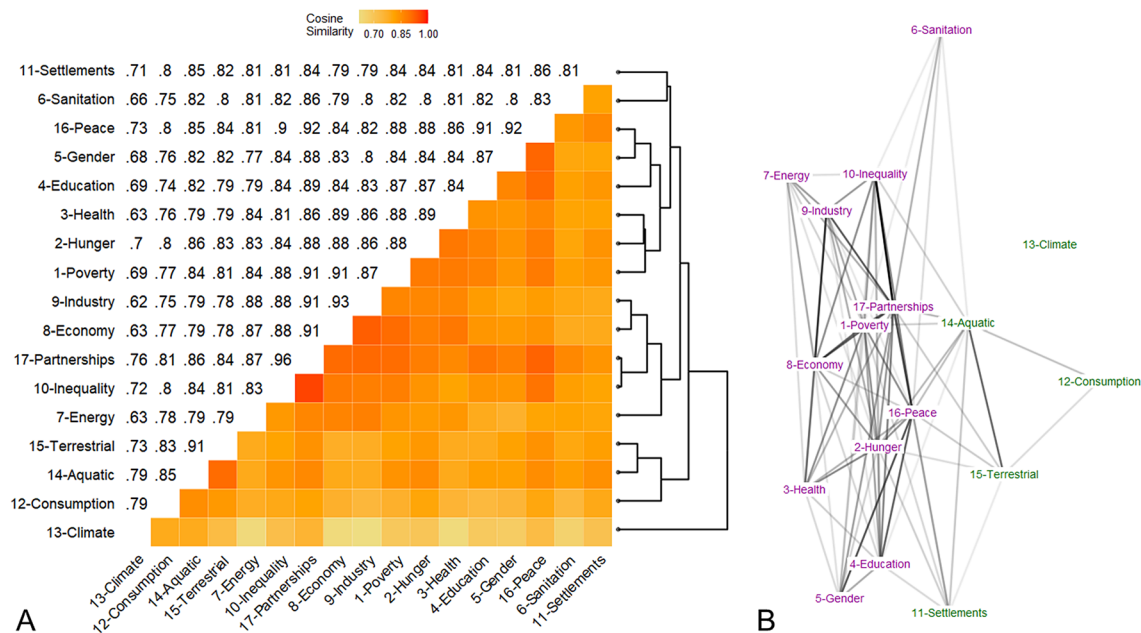 Cosine
Similarity
0.70 0.85 1.00
11-Settlements .71 .8 .85 .82 .81 .81 .84 .79 .79 .84 .84 .81 .84 .81 .86 .81
6-Sanitation .66 .75 .82 .8 .81 .82 .86 .79 .8 .82 .8 .81 .82 .8 .83
16-Peace .73 .8 .85 .84 .81 .9 .92 .84 .82 .88 .88 .86 .91 .92
5-Gender .68 .76 .82 .82 .77 .84 .88 .83 .8 .84 .84 .84 .87
4-Education .69 .74 .82 .79 .79 .84 .89 .84 .83 .87 .87 .84
3-Health .63 .76 .79 .79 .84 .81 .86 .89 .86 .88 .89
2-Hunger .7 .8 .86 .83 .83 .84 .88 .88 .86 .88
1-Poverty .69 .77 .84 .81 .84 .88 .91 .91 .87
9-Industry .62 .75 .79 .78 .88 .88 .91 .93
8-Economy .63 .77 .79 .78 .87 .88 .91
17-Partnerships .76 .81 .86 .84 .87 .96
10-Inequality .72 .8 .84 .81 .83
7-Energy .63 .78 .79 .79
15-Terrestrial .73 .83 .91
14-Aquatic .79 .85
12-Consumption .79
13-Climate
13-Climate
12-Consumption
14-Aquatic
15-Terrestrial
7-Energy
10-Inequality
17-Partnerships
8-Economy
9-Industry
1-Poverty
2-Hunger
3-Health
4-Education
5-Gender
16-Peace
6-Sanitation
11-Settlements
A
6-Sanitation
7-Energy
10-Inequality
9-Industry
13-Climate
17-Partnerships
1-Poverty
14-Aquatic
8-Economy
12-Consumption
16-Peace
2-Hunger
15-Terrestrial
3-Health
4-Education
5-Gender
11-Settlements
B